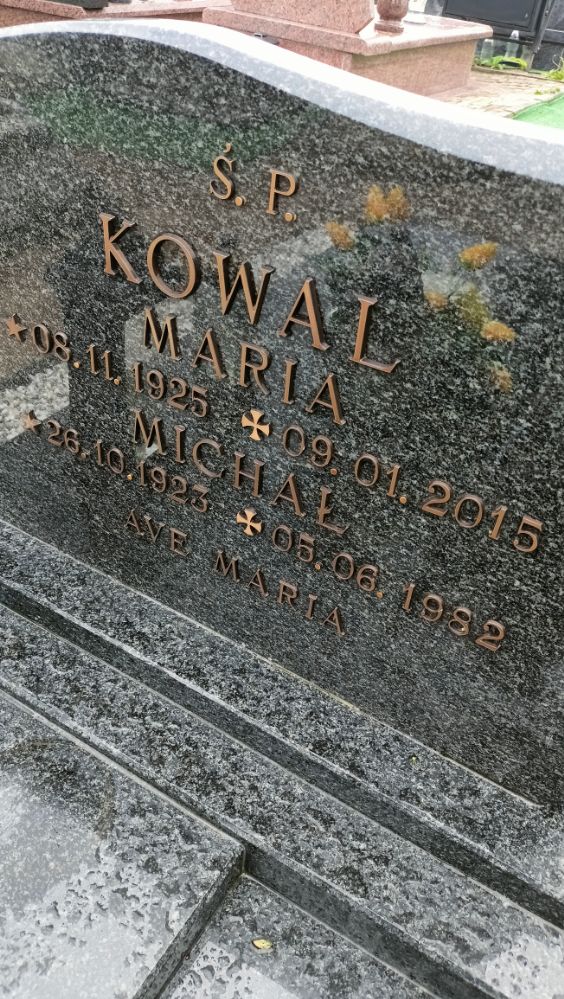 Ś. P.
KOWAL
MARIA
★08.11.1925 ✠09.01.2015
MICHAŁ
★26.10.1923 ✠05.06.1982
AVE MARIA